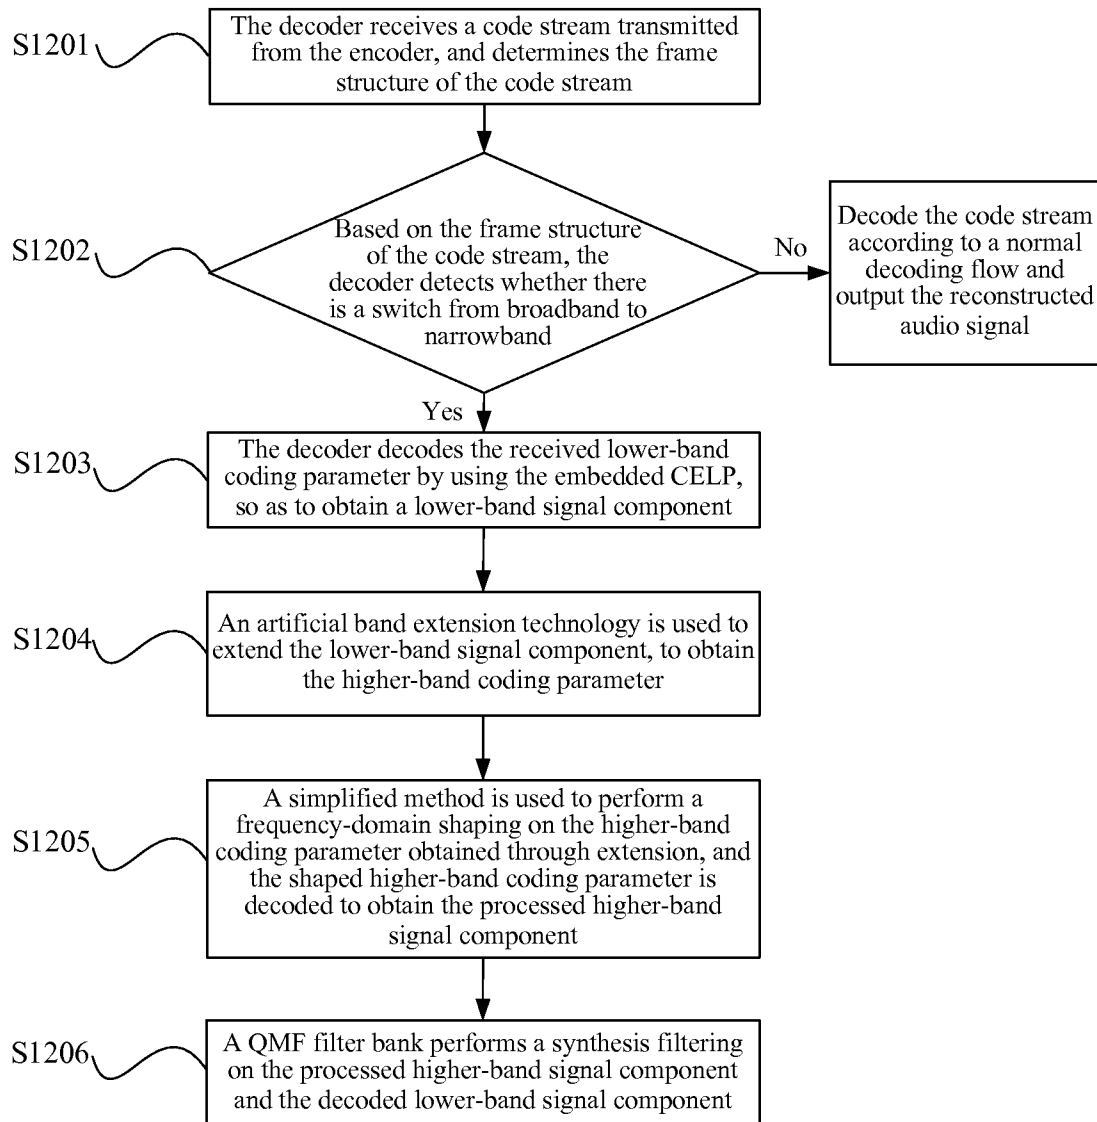 S1201
The decoder receives a code stream transmitted
from the encoder, and determines the frame
structure of the code stream
S1202
Based on the frame structure
of the code stream, the
decoder detects whether there
is a switch from broadband to
narrowband
No
Decode the code stream
according to a normal
decoding flow and
output the reconstructed
audio signal
Yes
S1203
The decoder decodes the received lower-band
coding parameter by using the embedded CELP,
so as to obtain a lower-band signal component
S1204
An artificial band extension technology is used to
extend the lower-band signal component, to obtain
the higher-band coding parameter
S1205
A simplified method is used to perform a
frequency-domain shaping on the higher-band
coding parameter obtained through extension, and
the shaped higher-band coding parameter is
decoded to obtain the processed higher-band
signal component
S1206
A QMF filter bank performs a synthesis filtering
on the processed higher-band signal component
and the decoded lower-band signal component